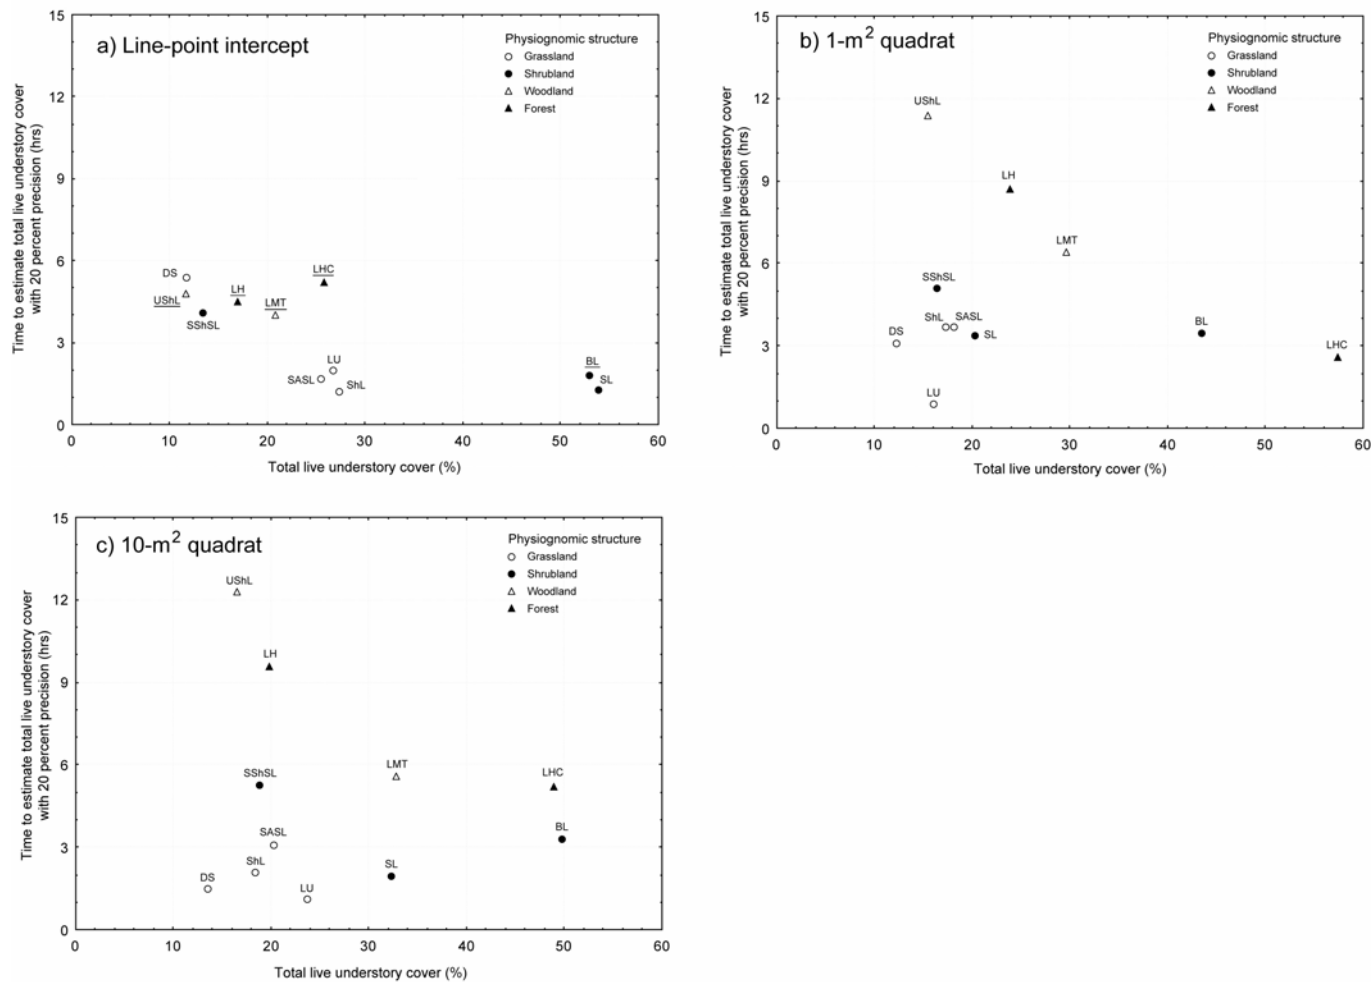 a) Line-point intercept
Physiognomic structure
Grassland
Shrubland
Woodland
Forest
Time to estimate total live understory cover
with 20 percent precision (hrs)
15
12
9
6
3
0
DS
UShL
SShSL
LH
LMT
LHC
LU
SASL
ShL
BL
SL
0 10 20 30 40 50 60
Total live understory cover (%)
b) 1-m² quadrat
Physiognomic structure
Grassland
Shrubland
Woodland
Forest
Time to estimate total live understory cover
with 20 percent precision (hrs)
15
12
9
6
3
0
UShL
LH
LMT
SShSL
ShL SASL
DS
SL
BL
LHC
LU
0 10 20 30 40 50 60
Total live understory cover (%)
c) 10-m² quadrat
Physiognomic structure
Grassland
Shrubland
Woodland
Forest
Time to estimate total live understory cover
with 20 percent precision (hrs)
15
12
9
6
3
0
UShL
LH
SShSL
LMT
LHC
SASL
BL
ShL
SL
DS
LU
0 10 20 30 40 50 60
Total live understory cover (%)